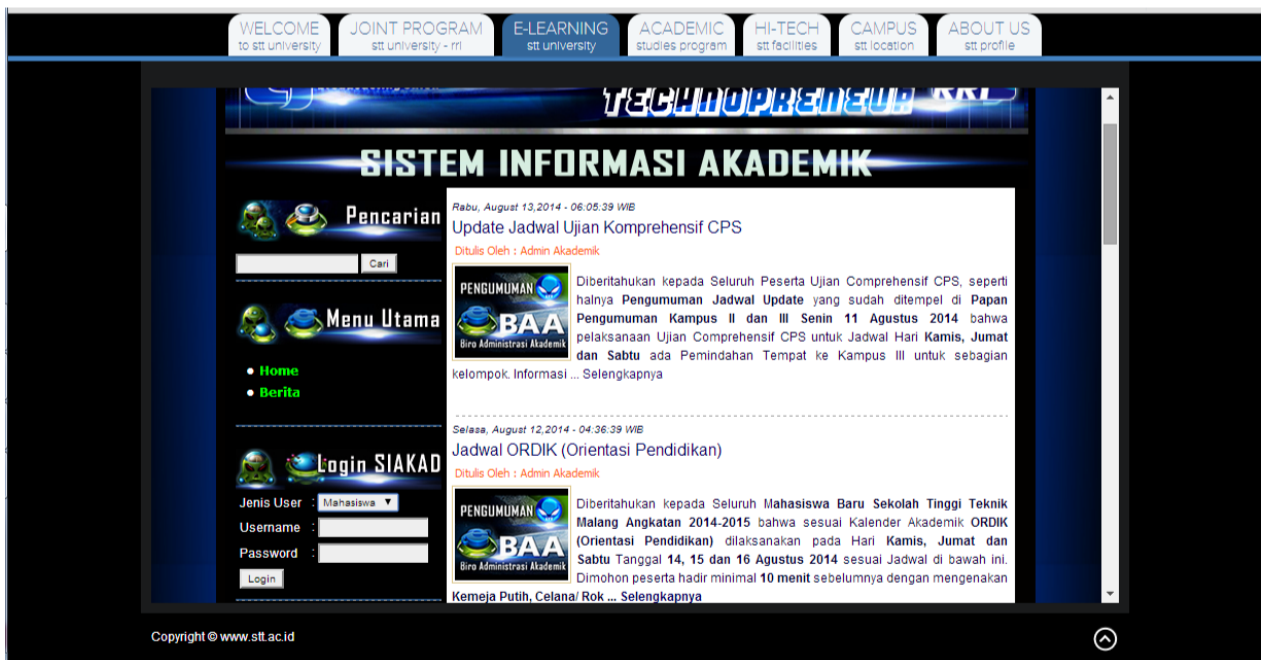 WELCOME
to stt university
JOINT PROGRAM
stt university - rri
E-LEARNING
stt university
ACADEMIC
studies program
HI-TECH
stt facilities
CAMPUS
stt location
ABOUT US
stt profile
TECHNOPRENEUR RRI
SISTEM INFORMASI AKADEMIK
Pencarian
Cari
Menu Utama
Home
Berita
Login SIAKAD
Jenis User : Mahasiswa
Username :
Password :
Login
Rabu, August 13,2014 - 06:05:39 WIB
Update Jadwal Ujian Komprehensif CPS
Ditulis Oleh : Admin Akademik
PENGUMUMAN
BAA
Biro Administrasi Akademik
Diberitahukan kepada Seluruh Peserta Ujian Comprehensif CPS, seperti
halnya Pengumuman Jadwal Update yang sudah ditempel di Papan
Pengumuman Kampus II dan III Senin 11 Agustus 2014 bahwa
pelaksanaan Ujian Comprehensif CPS untuk Jadwal Hari Kamis, Jumat
dan Sabtu ada Pemindahan Tempat ke Kampus III untuk sebagian
kelompok. Informasi ... Selengkapnya
Selasa, August 12,2014 - 04:36:39 WIB
Jadwal ORDIK (Orientasi Pendidikan)
Ditulis Oleh : Admin Akademik
PENGUMUMAN
BAA
Biro Administrasi Akademik
Diberitahukan kepada Seluruh Mahasiswa Baru Sekolah Tinggi Teknik
Malang Angkatan 2014-2015 bahwa sesuai Kalender Akademik ORDIK
(Orientasi Pendidikan) dilaksanakan pada Hari Kamis, Jumat dan
Sabtu Tanggal 14, 15 dan 16 Agustus 2014 sesuai Jadwal di bawah ini.
Dimohon peserta hadir minimal 10 menit sebelumnya dengan mengenakan
Kemeja Putih, Celana/ Rok ... Selengkapnya
Copyright © www.stt.ac.id